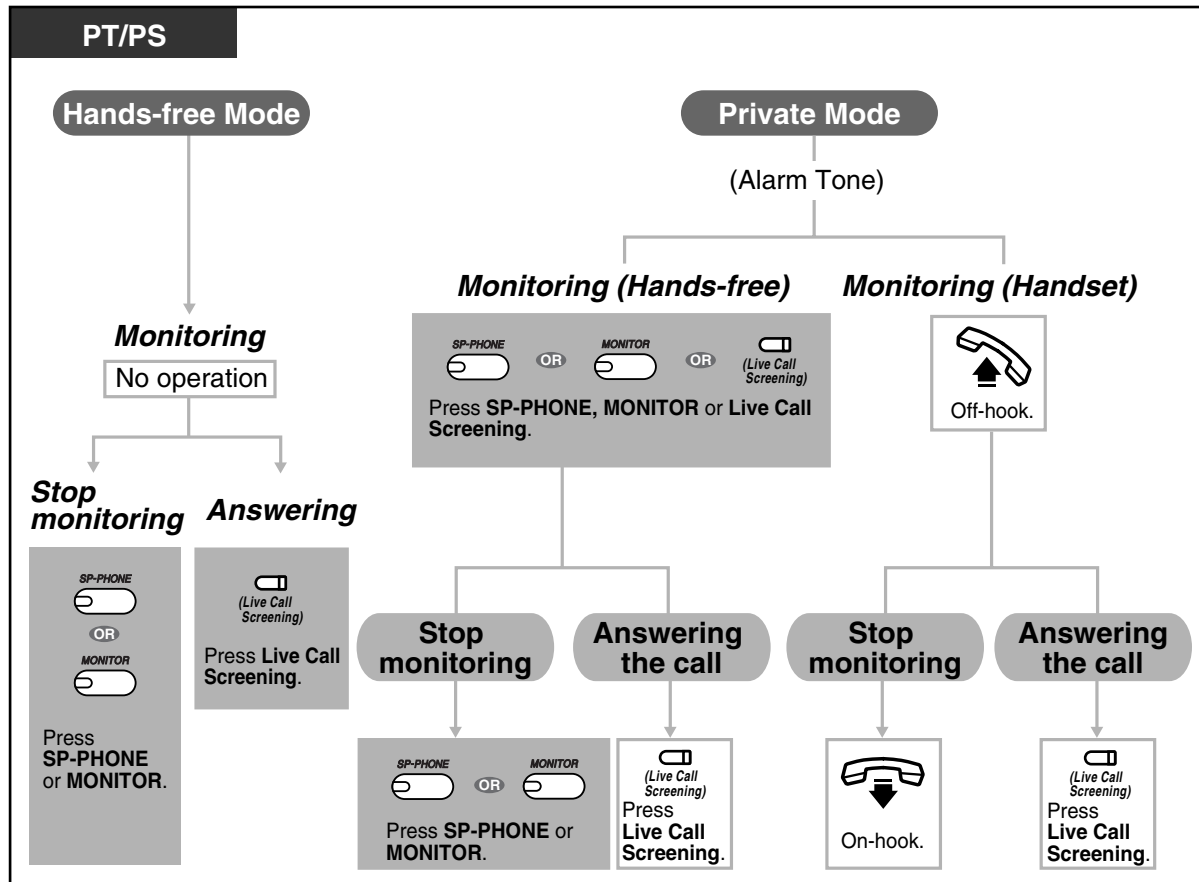 PT/PS
Hands-free Mode
Monitoring
No operation
Stop
monitoring
SP-PHONE
OR
MONITOR
Press
SP-PHONE
or MONITOR.
Answering
(Live Call
Screening)
Press Live Call
Screening.
Private Mode
(Alarm Tone)
Monitoring (Hands-free)
SP-PHONE OR MONITOR OR (Live Call
Screening)
Press SP-PHONE, MONITOR or Live Call
Screening.
Stop
monitoring
SP-PHONE OR MONITOR
Press SP-PHONE or
MONITOR.
Answering
the call
(Live Call
Screening)
Press
Live Call
Screening.
Monitoring (Handset)
Off-hook.
Stop
monitoring
On-hook.
Answering
the call
(Live Call
Screening)
Press
Live Call
Screening.